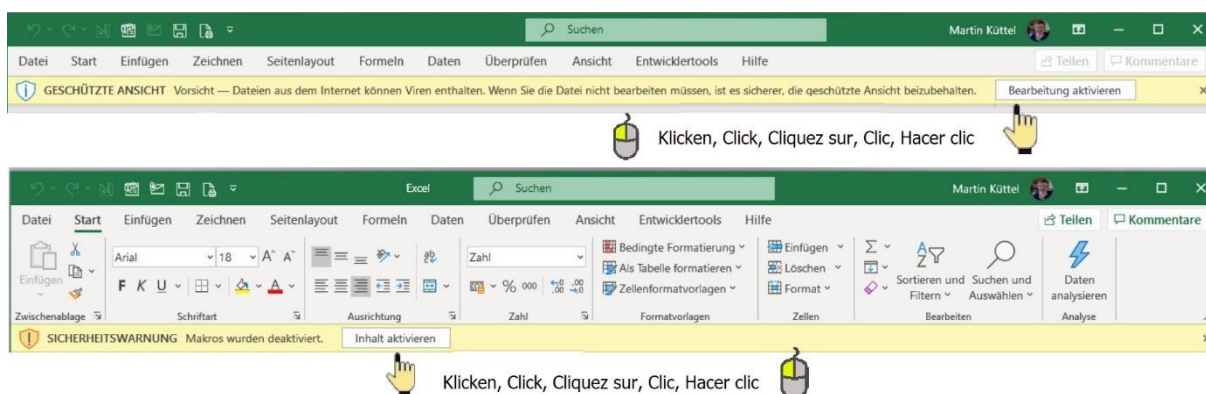 Suchen
Martin Küttel
Datei Start Einfügen Zeichnen Seitenlayout Formeln Daten Überprüfen Ansicht Entwicklertools Hilfe Teilen Kommentare
GESCHÜTZTE ANSICHT Vorsicht — Dateien aus dem Internet können Viren enthalten. Wenn Sie die Datei nicht bearbeiten müssen, ist es sicherer, die geschützte Ansicht beizubehalten. Bearbeitung aktivieren
Klicken, Click, Cliquez sur, Clic, Hacer clic
Excel Suchen Martin Küttel
Datei Start Einfügen Zeichnen Seitenlayout Formeln Daten Überprüfen Ansicht Entwicklertools Hilfe Teilen Kommentare
Arial 18 A A ab Zahl Bedingte Formatierung Einfügen
Einfügen Als Tabelle formatieren Löschen Sortieren und Suchen und Daten
F K U A % 000 Zellenformatvorlagen Format Filtern Auswählen analysieren
Zwischenablage Schriftart Ausrichtung Zahl Formatvorlagen Zellen Bearbeiten Analyse
SICHERHEITSWARNUNG Makros wurden deaktiviert. Inhalt aktivieren
Klicken, Click, Cliquez sur, Clic, Hacer clic